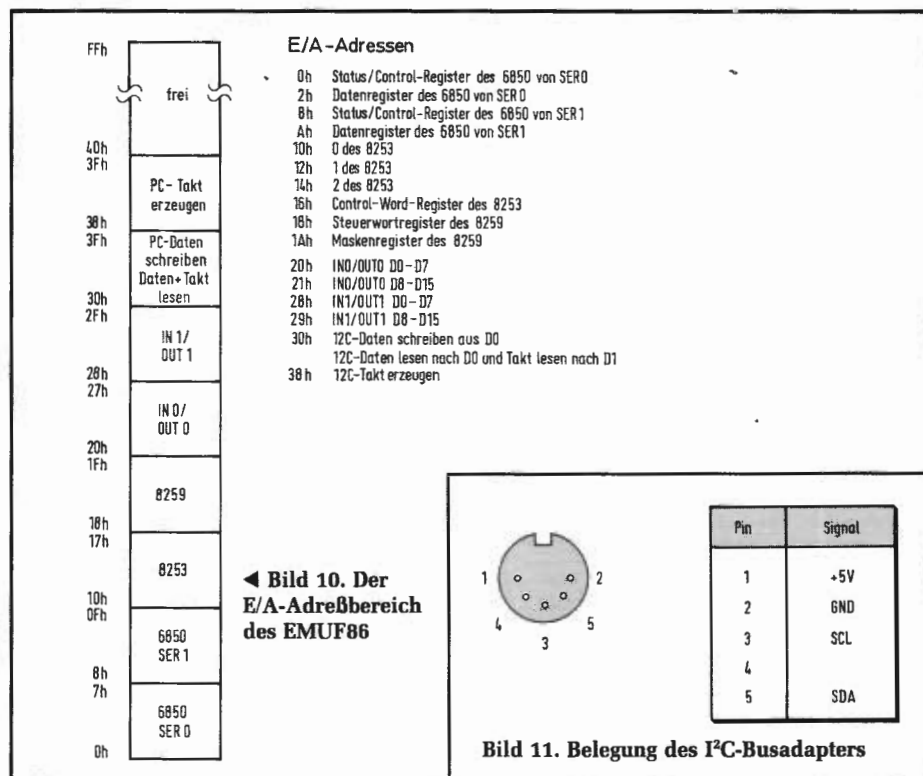 FFh
frei
40h
3Fh
PC- Takt
erzeugen
38h
3Fh
PC-Daten
schreiben
Daten+Takt
lesen
30h
2Fh
IN 1/
OUT 1
28h
27h
IN 0/
OUT 0
20h
1Fh
8259
18h
17h
8253
10h
0Fh
6850
SER 1
8h
7h
6850
SER 0
0h
E/A-Adressen
0h Status/Control-Register des 6850 von SER0
2h Datenregister des 6850 von SER0
8h Status/Control-Register des 6850 von SER1
Ah Datenregister des 6850 von SER1
10h 0 des 8253
12h 1 des 8253
14h 2 des 8253
16h Control-Word-Register des 8253
18h Steuerwortregister des 8259
1Ah Maskenregister des 8259
20h IN0/OUT0 D0-D7
21h IN0/OUT0 D8-D15
28h IN1/OUT1 D0-D7
29h IN1/OUT1 D8-D15
30h 12C-Daten schreiben aus D0
12C-Daten lesen nach D0 und Takt lesen nach D1
38h 12C-Takt erzeugen
◄ Bild 10. Der
E/A-Adreßbereich
des EMUF86
1 2
4 5
3
Pin Signal
1 +5V
2 GND
3 SCL
4
5 SDA
Bild 11. Belegung des I²C-Busadapters